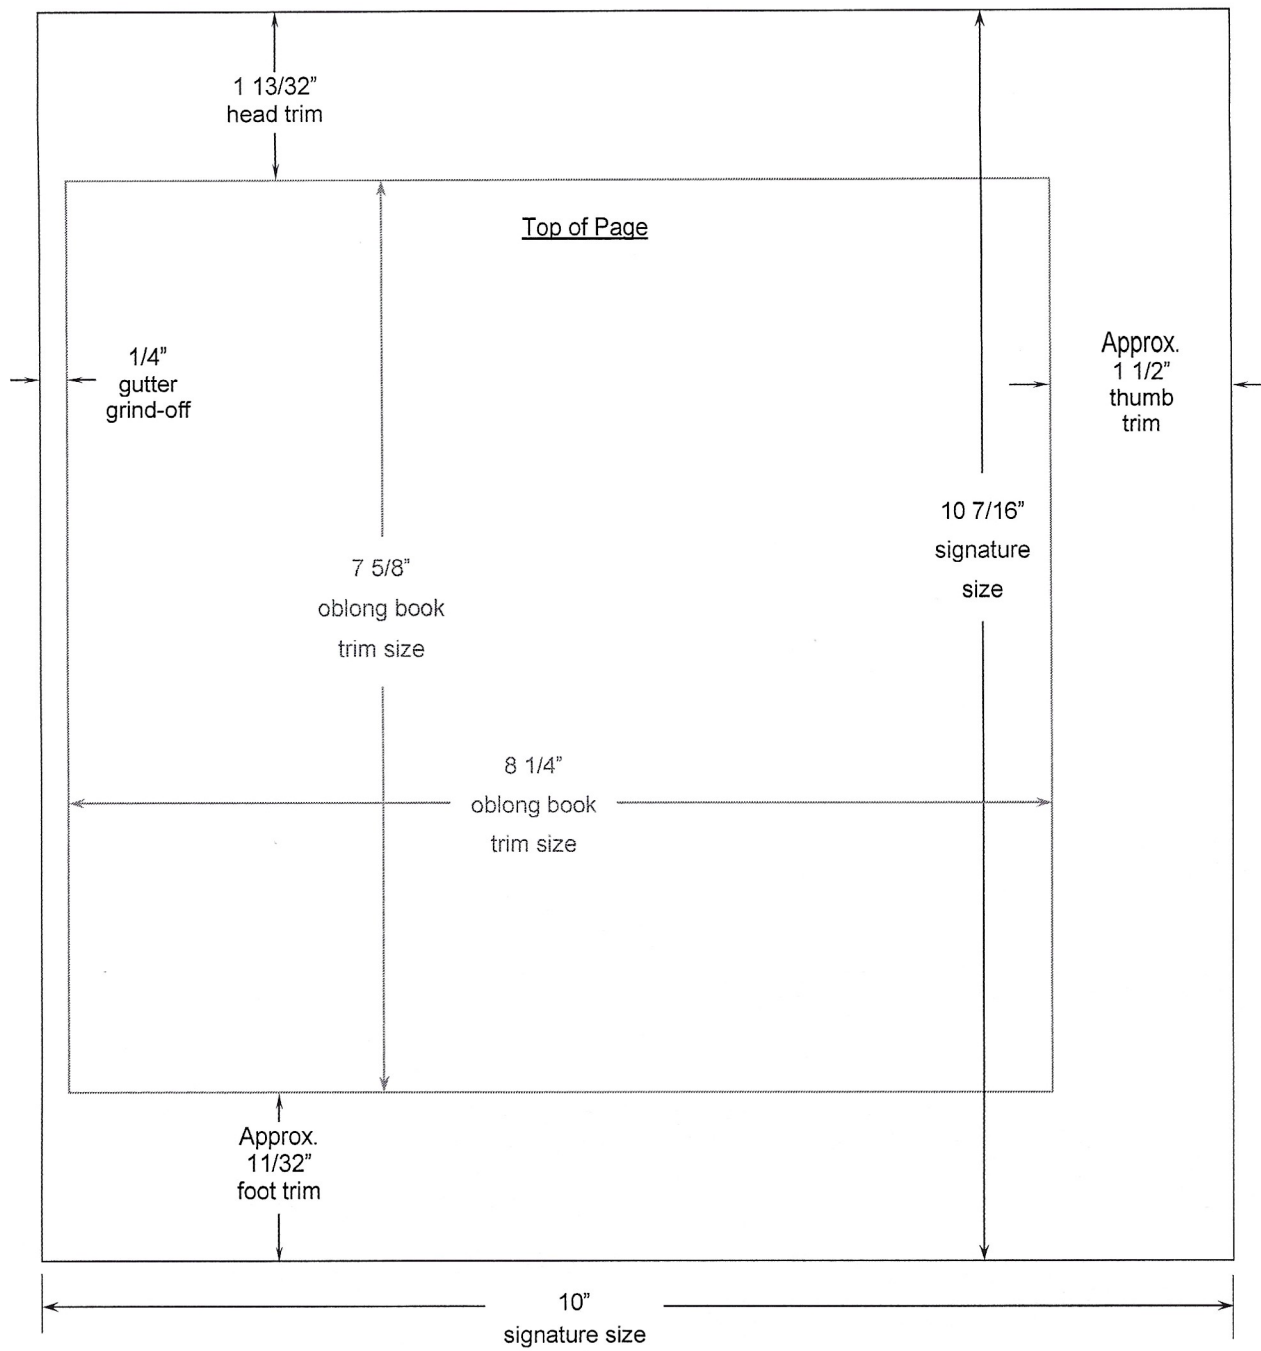 1 13/32”
head trim
Top of Page
1/4”
gutter
grind-off
Approx.
1 1/2”
thumb
trim
10 7/16”
signature
size
7 5/8”
oblong book
trim size
8 1/4”
oblong book
trim size
Approx.
11/32”
foot trim
10”
signature size